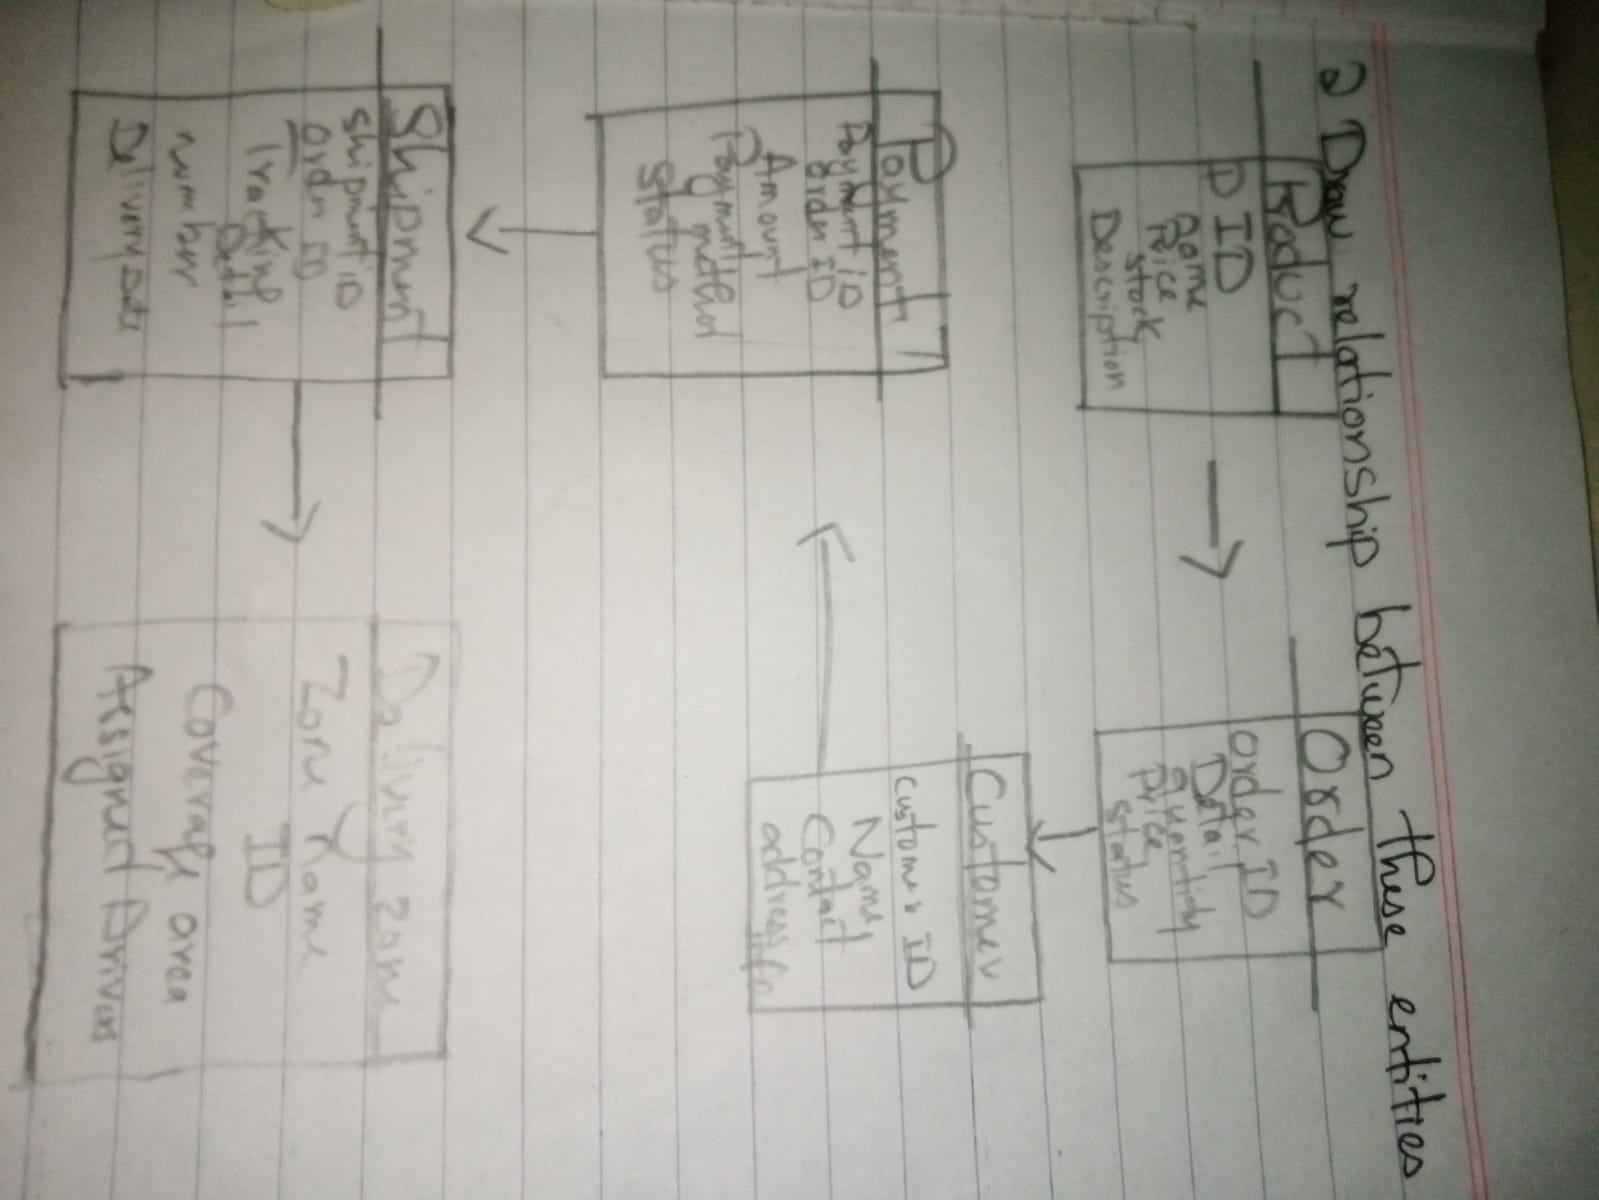 2 Draw relationship between these entities
Product
P ID
Name
Price
stock
Description
Order
Order ID
Detail
Quantity
Price
Status
Customer
Customer ID
Name
Contact
address info
Payment
Payment ID
Order ID
Amount
Payment method
Status
Shipment
Shipment ID
Order ID
Tracking
Detail
number
Delivery Date
Delivery zone
Zone Name
ID
Coverage area
Assigned Drivers